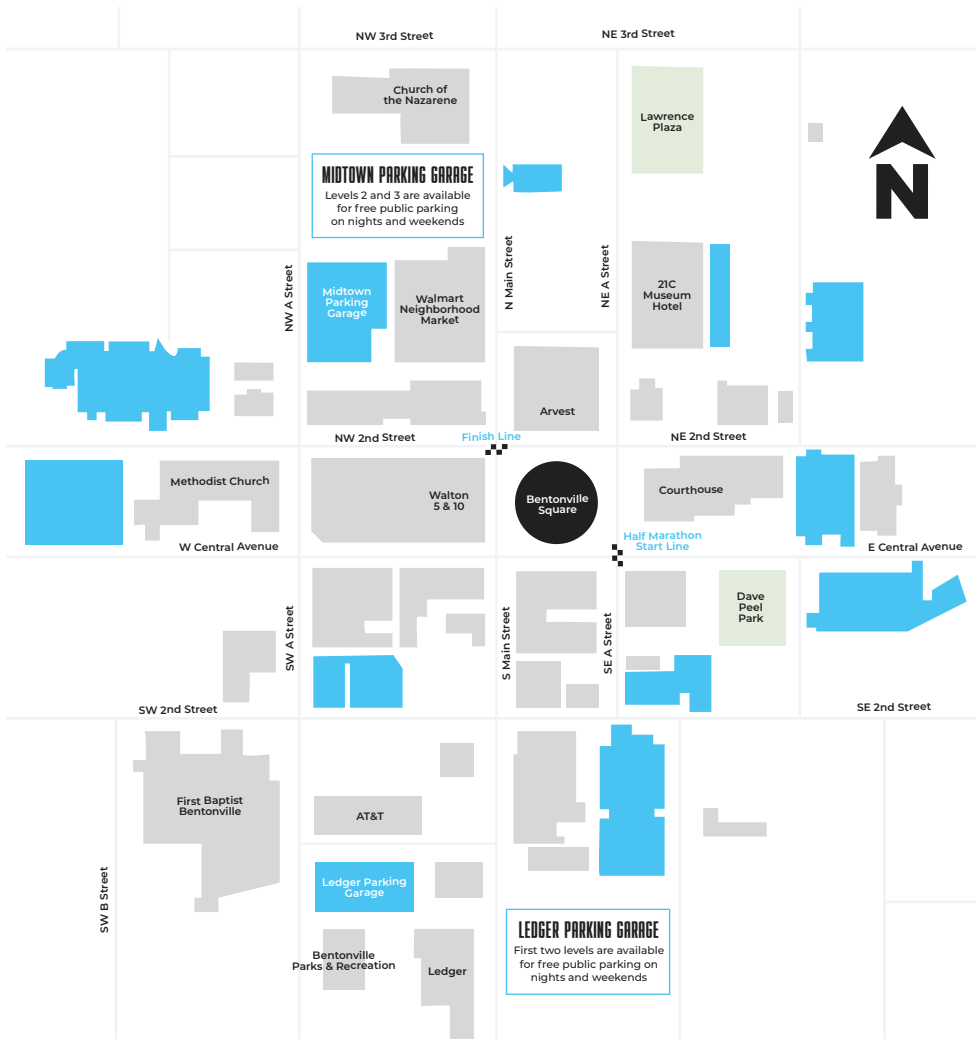 NW 3rd Street
NE 3rd Street
Church of
the Nazarene
Lawrence
Plaza
N
MIDTOWN PARKING GARAGE
Levels 2 and 3 are available
for free public parking
on nights and weekends
NW A Street
N Main Street
NE A Street
Midtown
Parking
Garage
Walmart
Neighborhood
Market
21C
Museum
Hotel
Arvest
NW 2nd Street
Finish Line
NE 2nd Street
Methodist Church
Walton
5 & 10
Bentonville
Square
Courthouse
Half Marathon
Start Line
W Central Avenue
E Central Avenue
SW A Street
S Main Street
SE A Street
Dave
Peel
Park
SW 2nd Street
SE 2nd Street
First Baptist
Bentonville
AT&T
SW B Street
Ledger Parking
Garage
LEDGER PARKING GARAGE
First two levels are available
for free public parking on
nights and weekends
Bentonville
Parks & Recreation
Ledger